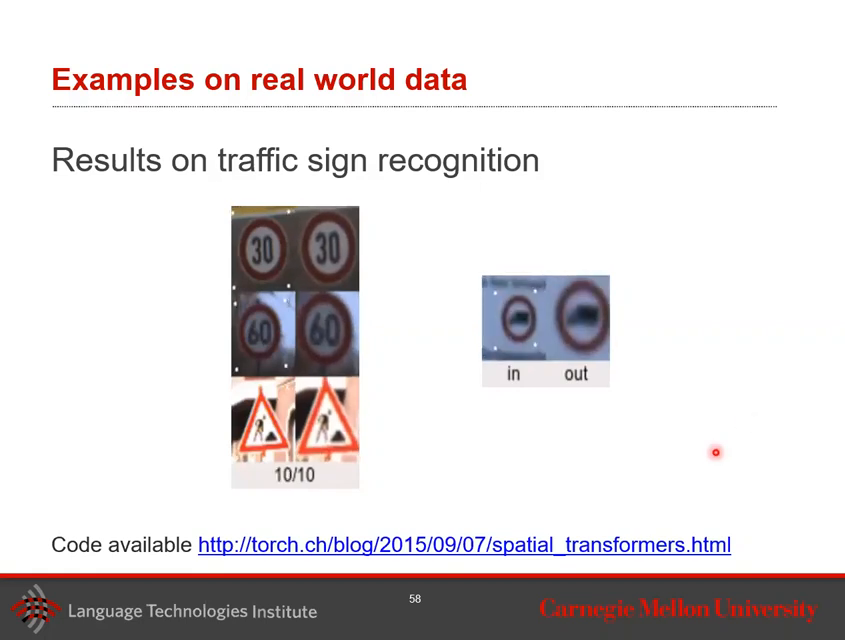 Examples on real world data
Results on traffic sign recognition
30 30
60 60
in out
10/10
Code available http://torch.ch/blog/2015/09/07/spatial_transformers.html
58
Language Technologies Institute
Carnegie Mellon University